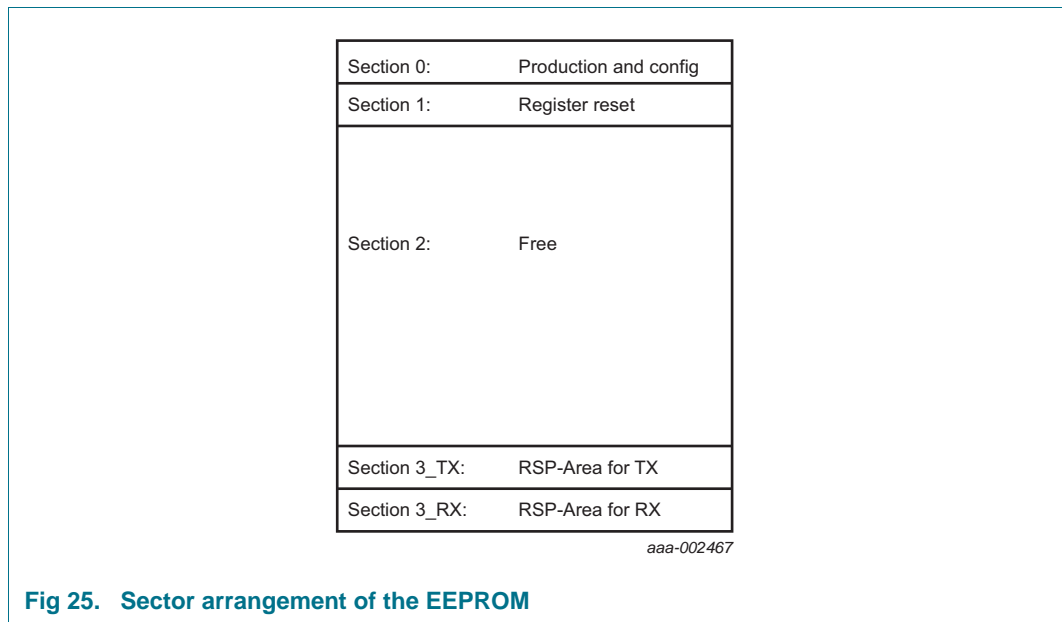 Section 0: Production and config
Section 1: Register reset
Section 2: Free
Section 3_TX: RSP-Area for TX
Section 3_RX: RSP-Area for RX
aaa-002467
Fig 25. Sector arrangement of the EEPROM